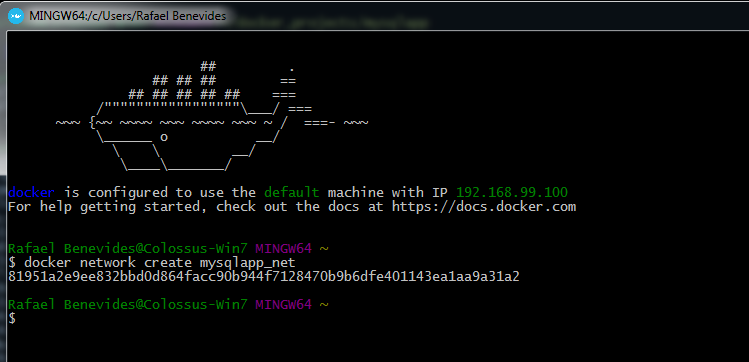 MINGW64:/c/Users/Rafael Benevides
##         .
## ## ##        ==
## ## ## ## ##    ===
/"""""""""""""""""\___/ ===
~~~ {~~ ~~~~ ~~~ ~~~~ ~~~ ~ /  ===- ~~~
\______ o           __/
\    \         __/
\____\_______/
docker is configured to use the default machine with IP 192.168.99.100
For help getting started, check out the docs at https://docs.docker.com
Rafael Benevides@Colossus-Win7 MINGW64 ~
$ docker network create mysqlapp_net
81951a2e9ee832bbd0d864facc90b944f7128470b9b6dfe401143ea1aa9a31a2
Rafael Benevides@Colossus-Win7 MINGW64 ~
$